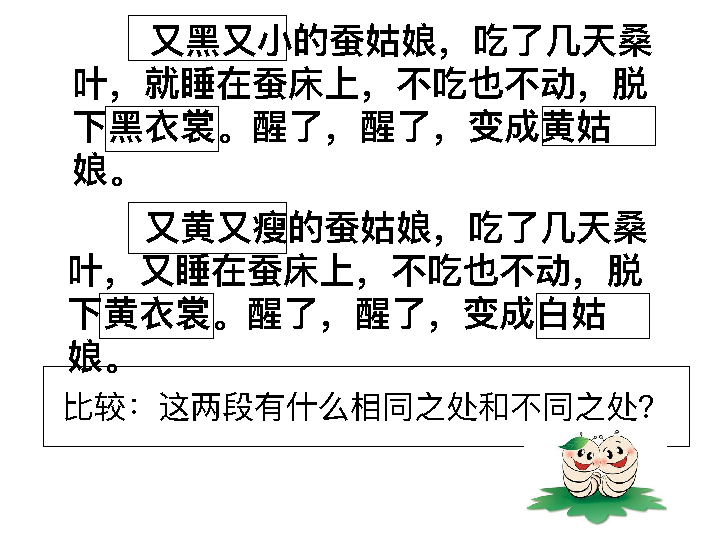 又黑又小的蚕姑娘，吃了几天桑
叶，就睡在蚕床上，不吃也不动，脱
下黑衣裳。醒了，醒了，变成黄姑
娘。
又黄又瘦的蚕姑娘，吃了几天桑
叶，又睡在蚕床上，不吃也不动，脱
下黄衣裳。醒了，醒了，变成白姑
娘。
比较：这两段有什么相同之处和不同之处？